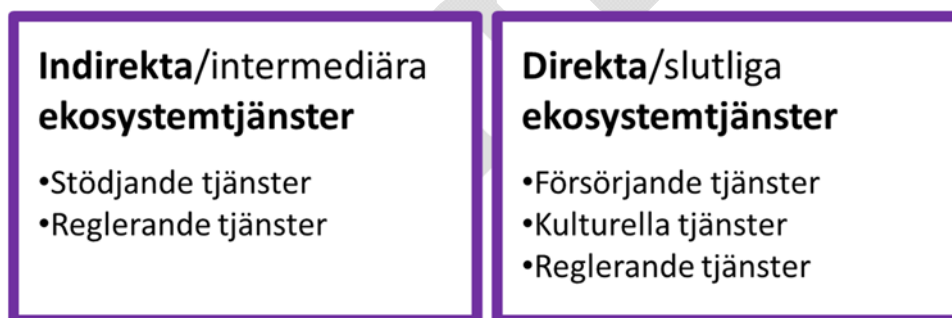 Indirekta/intermediära
ekosystemtjänster
•Stödjande tjänster
•Reglerande tjänster
Direkta/slutliga
ekosystemtjänster
•Försörjande tjänster
•Kulturella tjänster
•Reglerande tjänster